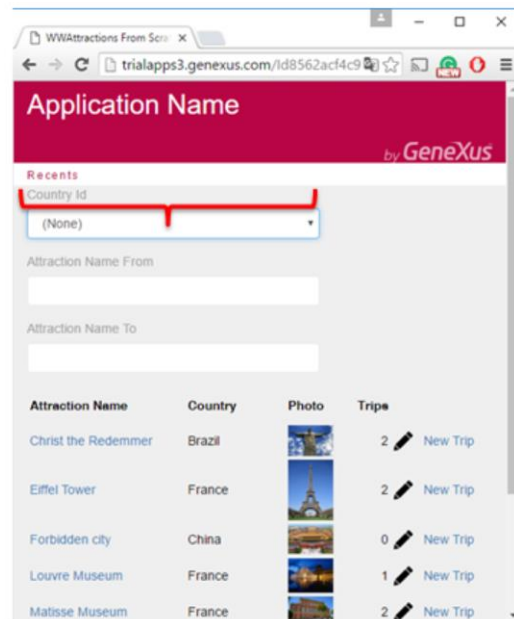 WWAttractions From Scra
trialapps3.genexus.com/Id8562acf4c9
NEW
Application Name
by GeneXus
Recents
Country Id
(None)
Attraction Name From
Attraction Name To
Attraction Name Country Photo Trips
Christ the Redemmer Brazil 2 New Trip
Eiffel Tower France 2 New Trip
Forbidden city China 0 New Trip
Louvre Museum France 1 New Trip
Matisse Museum France 2 New Trip